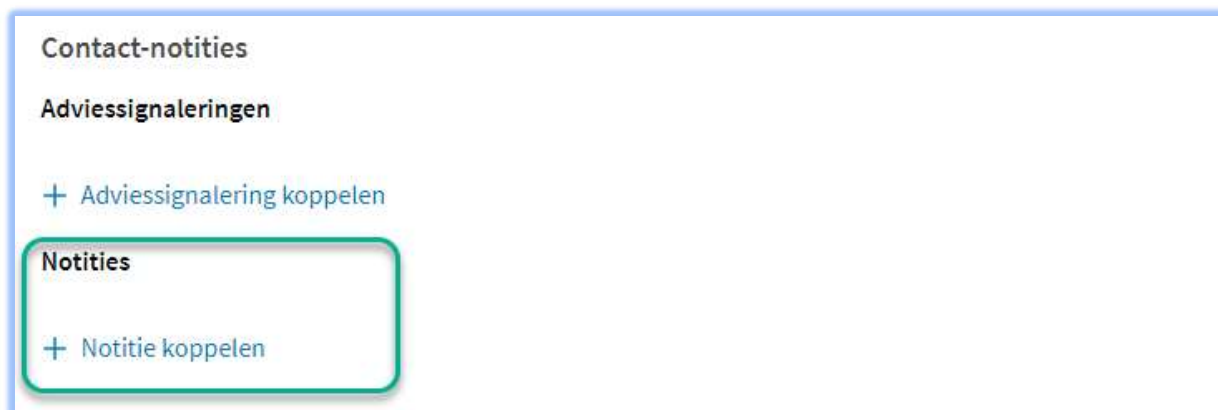 Contact-notities
Adviessignaleringen
+ Adviessignalering koppelen
Notities
+ Notitie koppelen